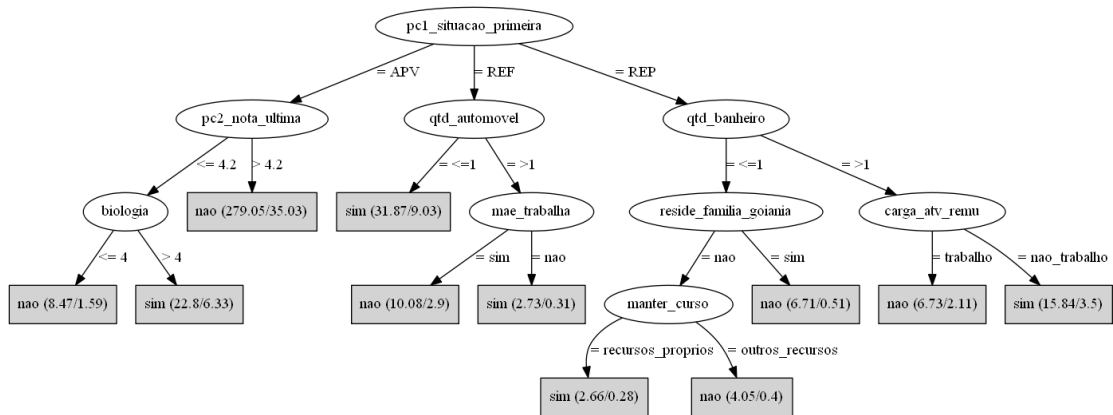 pc1_situacao_primeira
= APV
= REF
= REP
pc2_nota_ultima
qtd_automovel
qtd_banheiro
<= 4.2
> 4.2
= <=1
= >1
= <=1
= >1
biologia
nao (279.05/35.03)
sim (31.87/9.03)
mae_trabalha
reside_familia_goiania
carga_atv_remu
<= 4
> 4
= sim
= nao
= nao
= sim
= trabalho
= nao_trabalho
nao (8.47/1.59)
sim (22.8/6.33)
nao (10.08/2.9)
sim (2.73/0.31)
manter_curso
nao (6.71/0.51)
nao (6.73/2.11)
sim (15.84/3.5)
= recursos_proprios
= outros_recursos
sim (2.66/0.28)
nao (4.05/0.4)